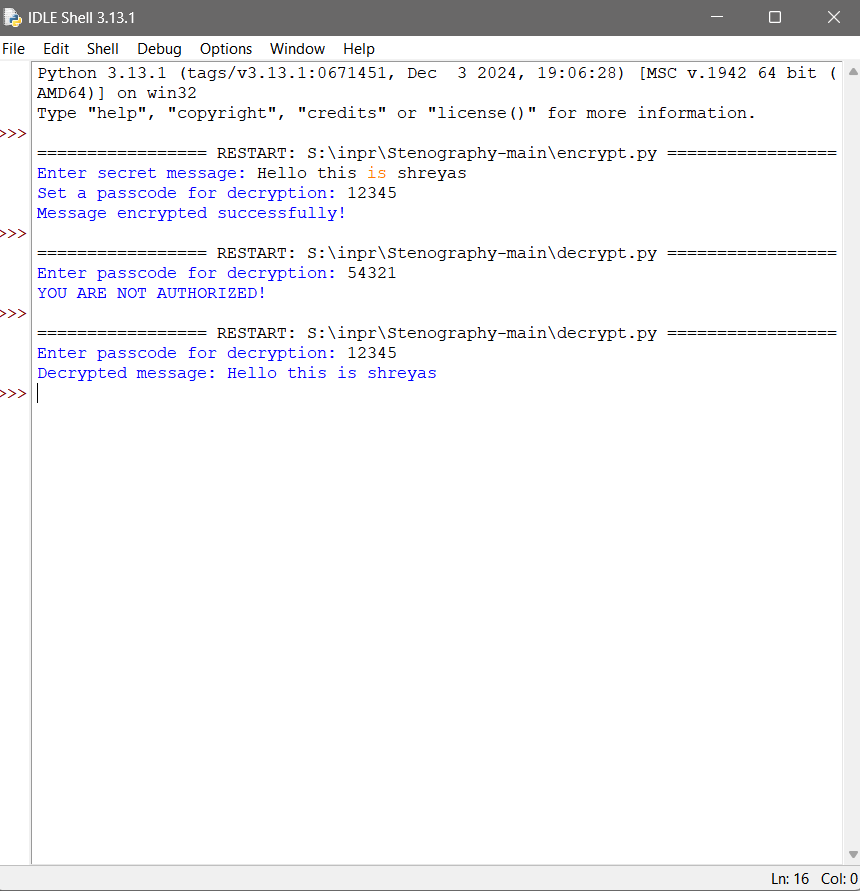 IDLE Shell 3.13.1
File Edit Shell Debug Options Window Help
Python 3.13.1 (tags/v3.13.1:0671451, Dec  3 2024, 19:06:28) [MSC v.1942 64 bit (
AMD64)] on win32
Type "help", "copyright", "credits" or "license()" for more information.
>>>
================= RESTART: S:\inpr\Stenography-main\encrypt.py =================
Enter secret message: Hello this is shreyas
Set a passcode for decryption: 12345
Message encrypted successfully!
>>>
================= RESTART: S:\inpr\Stenography-main\decrypt.py =================
Enter passcode for decryption: 54321
YOU ARE NOT AUTHORIZED!
>>>
================= RESTART: S:\inpr\Stenography-main\decrypt.py =================
Enter passcode for decryption: 12345
Decrypted message: Hello this is shreyas
>>>
Ln: 16 Col: 0